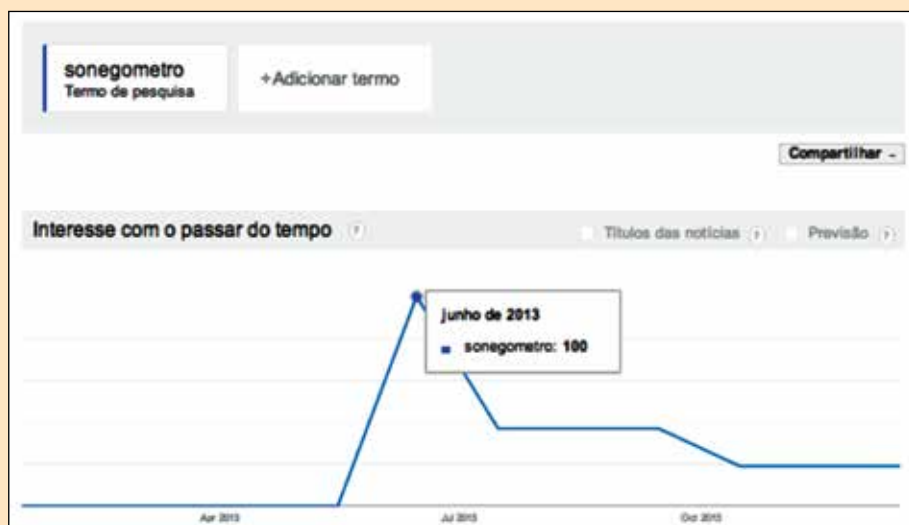 sonegometro
Termo de pesquisa
+Adicionar termo
Compartilhar
Interesse com o passar do tempo ?
Títulos das notícias ?
Previsão ?
junho de 2013
sonegometro: 100
Apr 2013
Jul 2013
Oct 2013